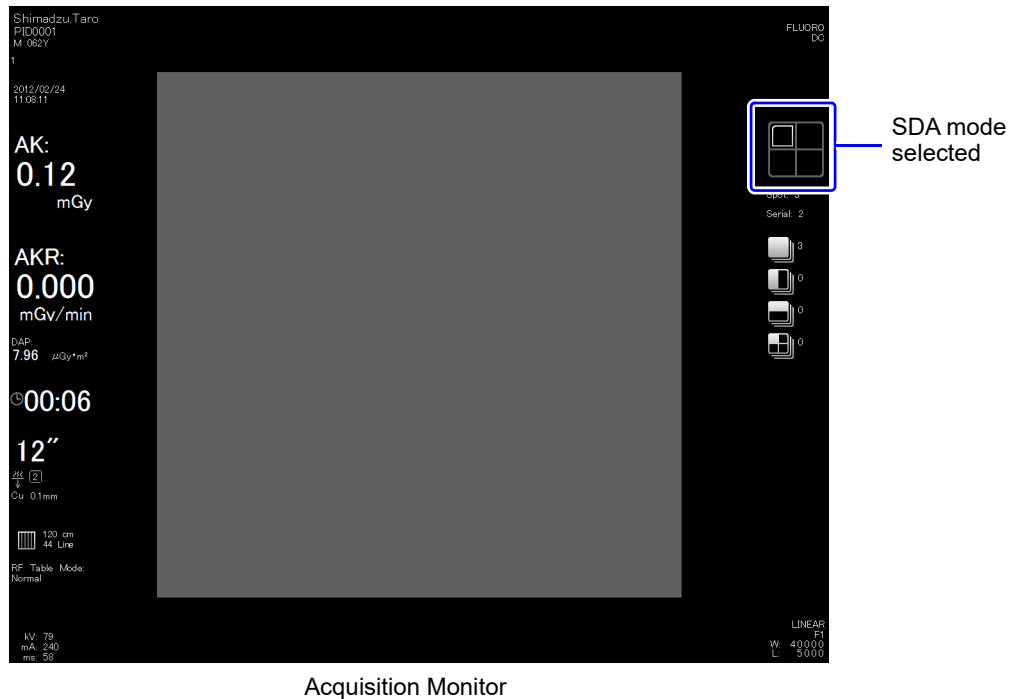 Shimadzu,Taro
PID0001
M 062Y
1
2012/02/24
11:08:11
AK:
0.12
mGy
AKR:
0.000
mGv/min
DAP:
7.96 μGy·m²
00:06
12″
2
Cu 0.1mm
120 cm
44 Line
RF Table Mode:
Normal
kV: 79
mA: 240
ms: 58
FLUORO
DC
SDA mode
selected
Serial: 2
3
0
0
0
LINEAR
F1
W: 40000
L: 5000
Acquisition Monitor